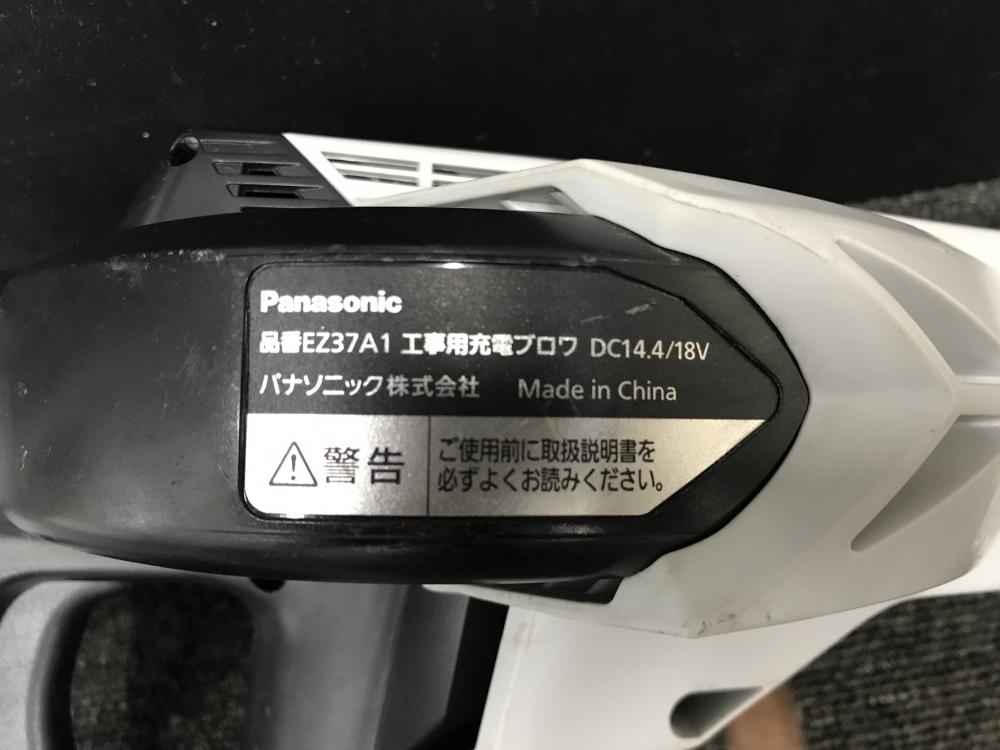 Panasonic
品番EZ37A1 工事用充電ブロワ DC14.4/18V
パナソニック株式会社 Made in China
警告
ご使用前に取扱説明書を
必ずよくお読みください。